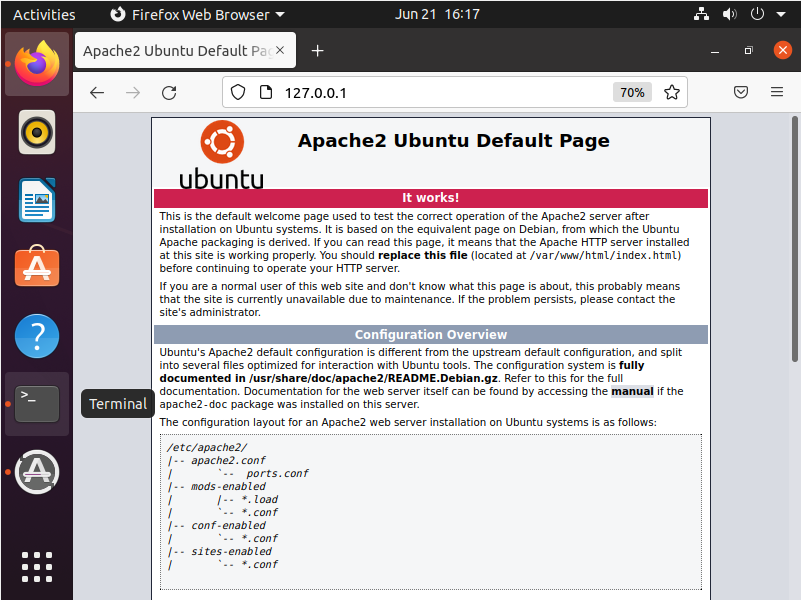 Activities Firefox Web Browser Jun 21 16:17
Apache2 Ubuntu Default Pa
127.0.0.1 70%
Apache2 Ubuntu Default Page
ubuntu
It works!
This is the default welcome page used to test the correct operation of the Apache2 server after
installation on Ubuntu systems. It is based on the equivalent page on Debian, from which the Ubuntu
Apache packaging is derived. If you can read this page, it means that the Apache HTTP server installed
at this site is working properly. You should replace this file (located at /var/www/html/index.html)
before continuing to operate your HTTP server.
If you are a normal user of this web site and don't know what this page is about, this probably means
that the site is currently unavailable due to maintenance. If the problem persists, please contact the
site's administrator.
Configuration Overview
Ubuntu's Apache2 default configuration is different from the upstream default configuration, and split
into several files optimized for interaction with Ubuntu tools. The configuration system is fully
documented in /usr/share/doc/apache2/README.Debian.gz. Refer to this for the full
documentation. Documentation for the web server itself can be found by accessing the manual if the
apache2-doc package was installed on this server.
Terminal
The configuration layout for an Apache2 web server installation on Ubuntu systems is as follows:
/etc/apache2/
|-- apache2.conf
|       `--  ports.conf
|-- mods-enabled
|       |-- *.load
|       `-- *.conf
|-- conf-enabled
|       `-- *.conf
|-- sites-enabled
|       `-- *.conf